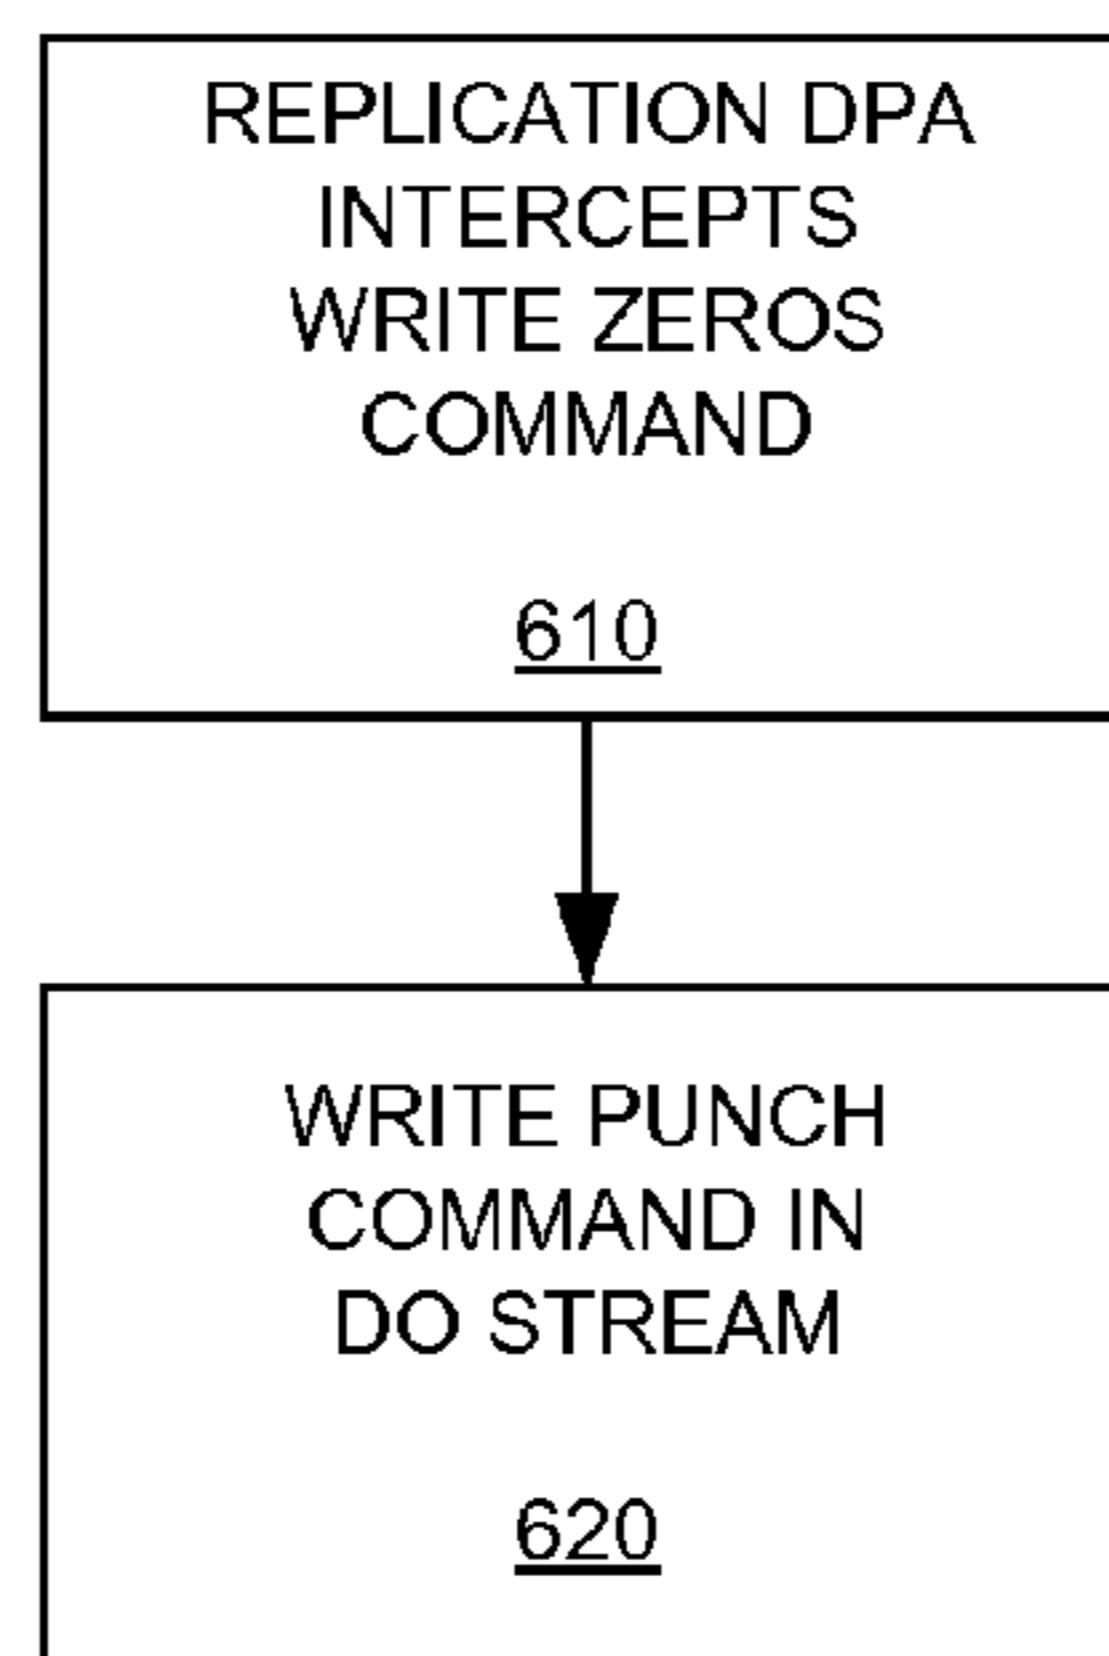 REPLICATION DPA
INTERCEPTS
WRITE ZEROS
COMMAND
610
WRITE PUNCH
COMMAND IN
DO STREAM
620